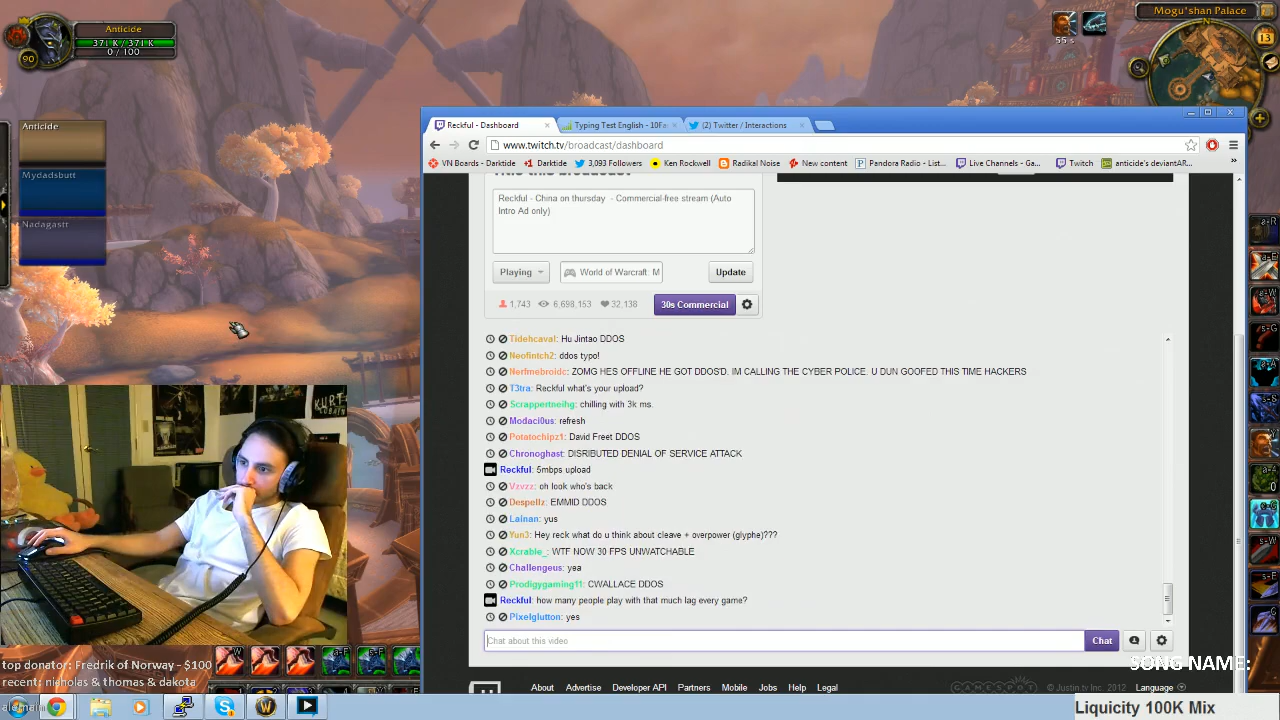 Anticide
371 K / 371 K
0 / 100
90
Anticide
Mydadsbutt
Nadagastt
55 s
Mogu'shan Palace
13
Reckful - Dashboard
Typing Test English - 10Fa
(2) Twitter / Interactions
www.twitch.tv/broadcast/dashboard
VN Boards - Darktide
Darktide
3,093 Followers
Ken Rockwell
Radikal Noise
New content
Pandora Radio - List...
Live Channels - Ga...
Twitch
anticide's deviantAR...
Reckful - China on thursday - Commercial-free stream (Auto
Intro Ad only)
Playing
World of Warcraft: M
Update
1,743
6,698,153
32,138
30s Commercial
Tidehcaval: Hu Jintao DDOS
Neofintch2: ddos typo!
Nerfmebroidc: ZOMG HES OFFLINE HE GOT DDOS'D. IM CALLING THE CYBER POLICE. U DUN GOOFED THIS TIME HACKERS
T3tra: Reckful what's your upload?
Scrappertneihg: chilling with 3k ms.
Modaci0us: refresh
Potatochipz1: David Freet DDOS
Chronoghast: DISRIBUTED DENIAL OF SERVICE ATTACK
Reckful: 5mbps upload
Vzvzz: oh look who's back
Despellz: EMMID DDOS
Lainan: yus
Yun3: Hey reck what do u think about cleave + overpower (glyphe)???
Xcrable_: WTF NOW 30 FPS UNWATCHABLE
Challengeus: yea
Prodigygaming11: CWALLACE DDOS
Reckful: how many people play with that much lag every game?
Pixelglutton: yes
Chat about this video
Chat
About
Advertise
Developer API
Partners
Mobile
Jobs
Help
Legal
GAMESPOT
© Justin.tv Inc. 2012
Language
SONG NAME:
Liquicity 100K Mix
top donator: Fredrik of Norway - $100
recent: nicholas & thomas & dakota